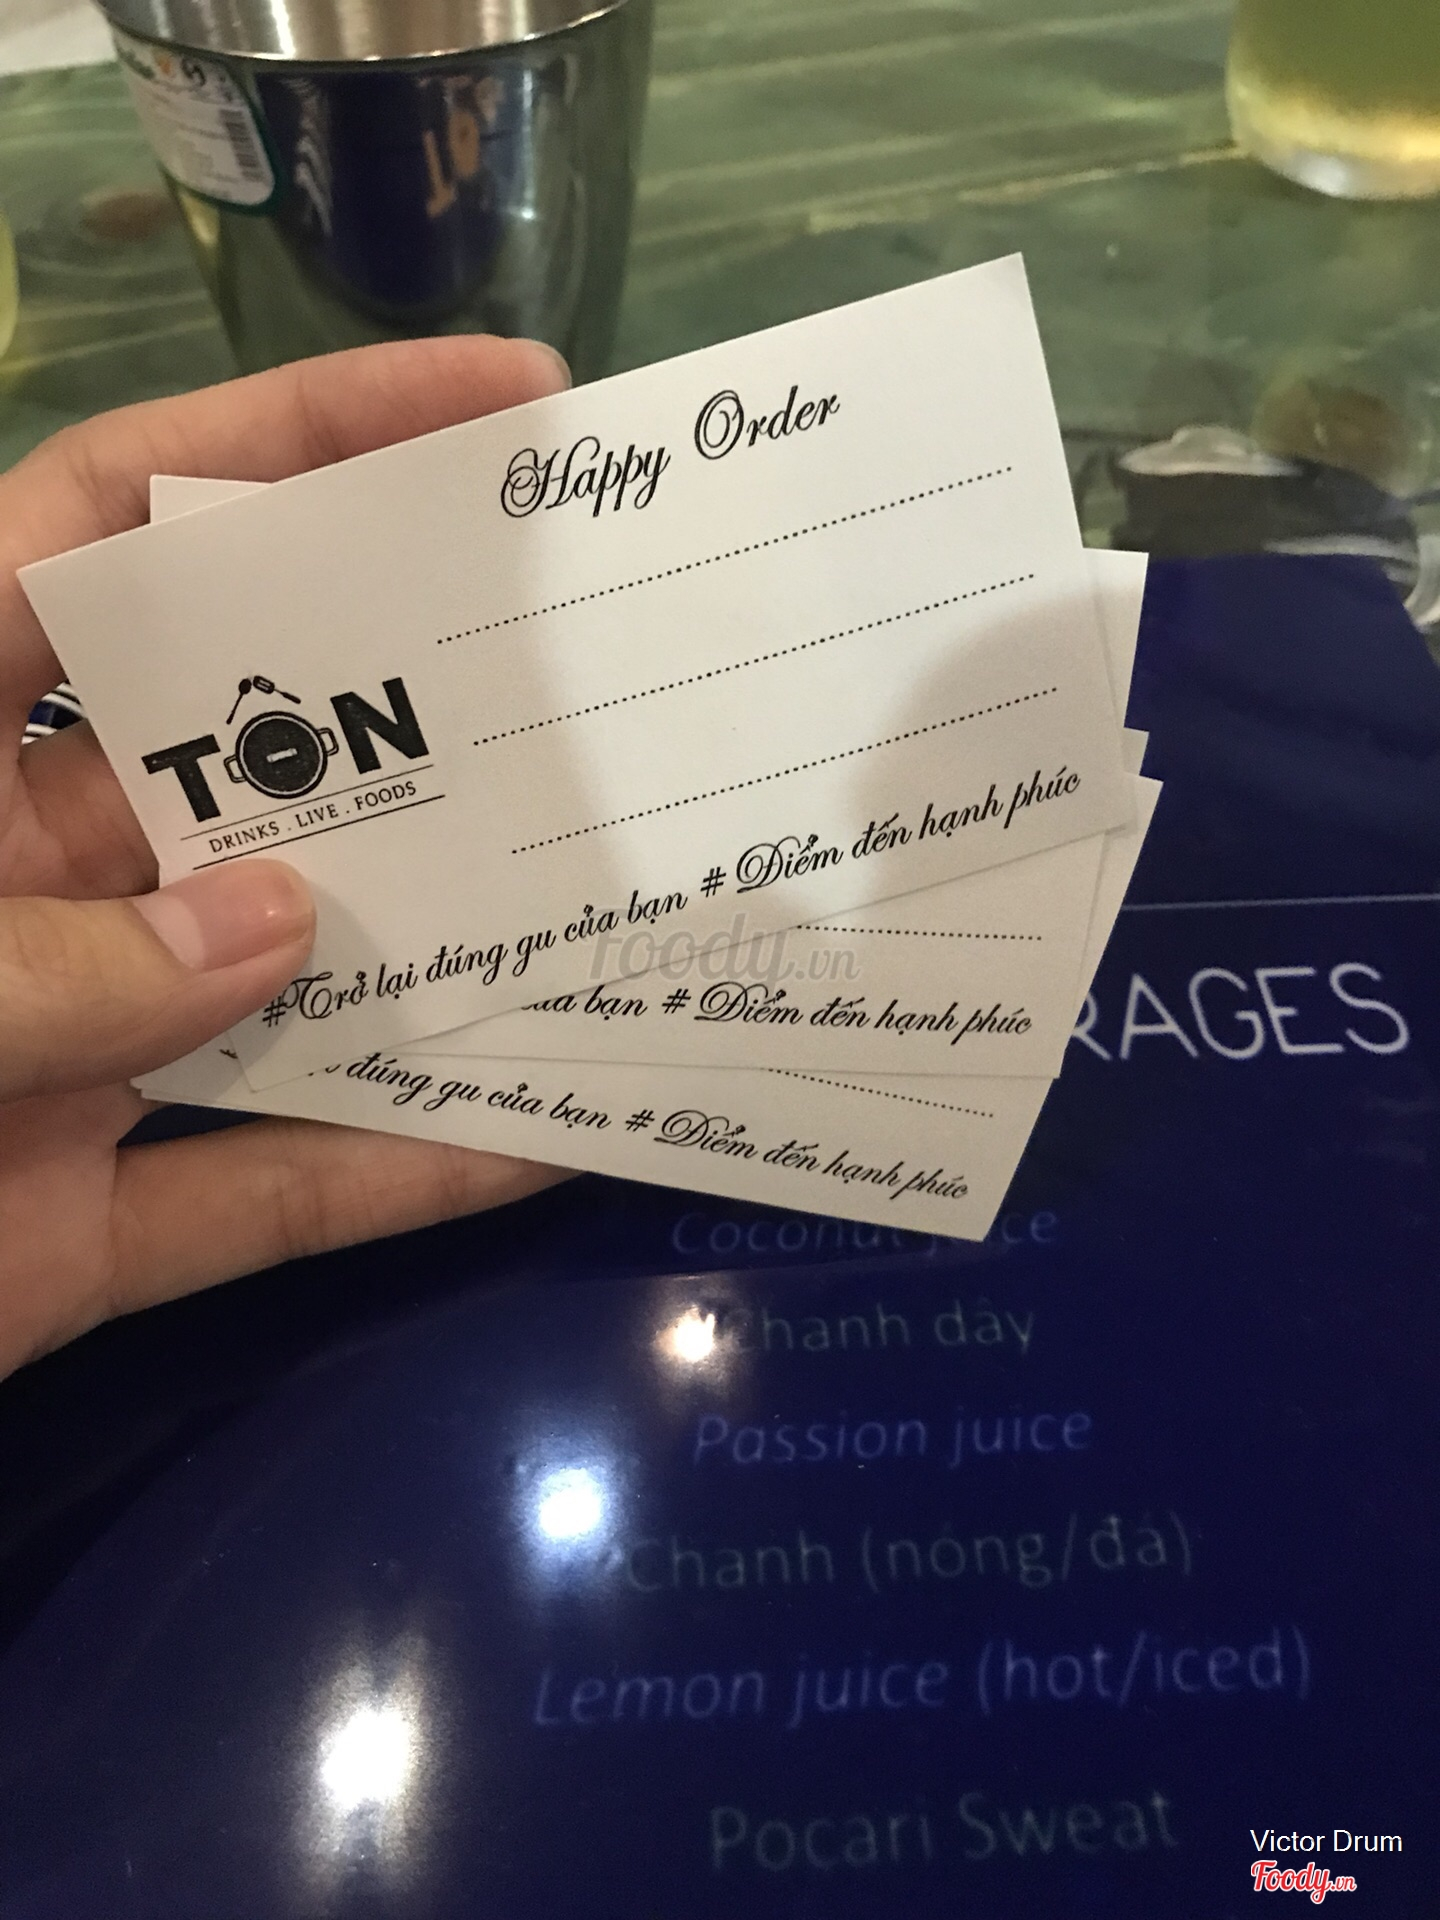 Happy Order
TÔN
DRINKS . LIVE . FOODS
#Trở lại đúng gu của bạn # Điểm đến hạnh phúc
Foody.vn
của bạn # Điểm đến hạnh phúc
đúng gu của bạn # Điểm đến hạnh phúc
RAGES
Coconut juice
Chanh dây
Passion juice
Chanh (nóng/đá)
Lemon juice (hot/iced)
Pocari Sweat
Victor Drum
Foody.vn